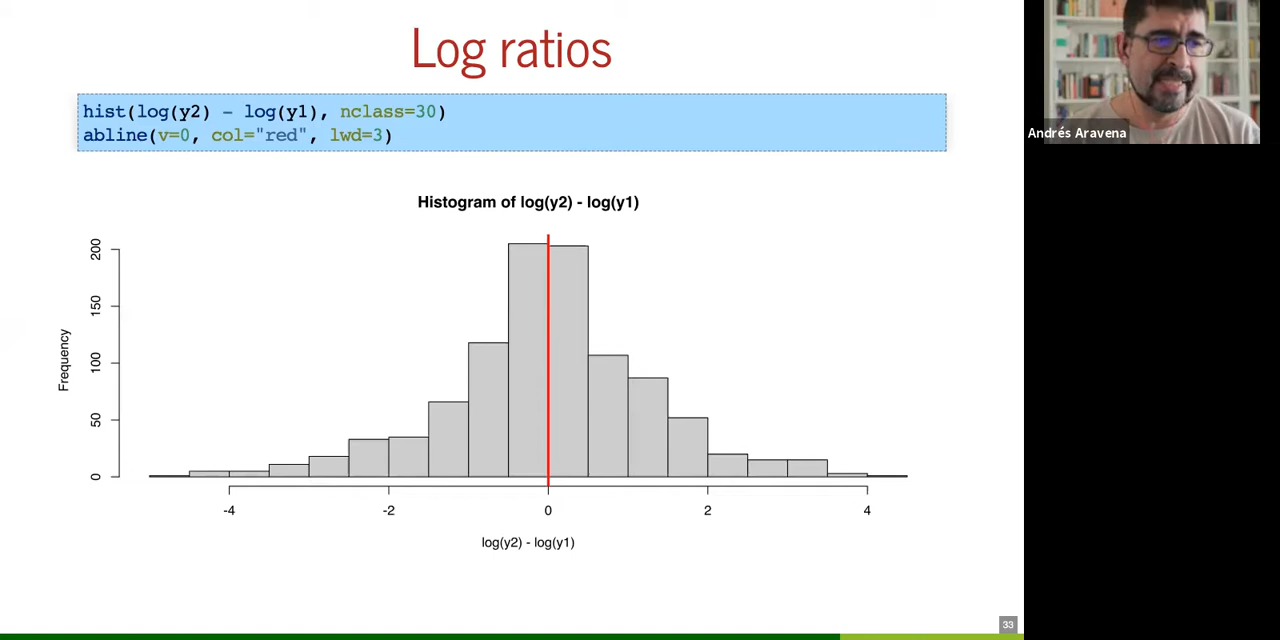 Log ratios
hist(log(y2) - log(y1), nclass=30)
abline(v=0, col="red", lwd=3)
Histogram of log(y2) - log(y1)
Frequency
200
150
100
50
0
-4
-2
0
2
4
log(y2) - log(y1)
33
Andrés Aravena